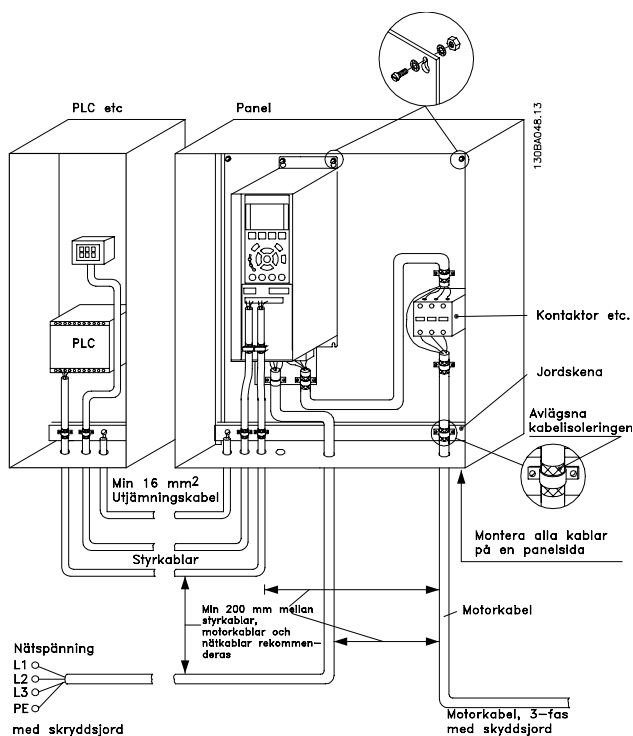 PLC etc
Panel
130BA048.13
PLC
Kontaktor etc.
Jordskena
Avlägsna
kabelisoleringen
Min 16 mm2
Utjämningskabel
Styrkablar
Montera alla kablar
på en panelsida
Min 200 mm mellan
styrkablar,
motorkablar och
nätkablar rekommen-
deras
Motorkabel
Nätspänning
L1
L2
L3
PE
med skryddsjord
Motorkabel, 3-fas
med skyddsjord